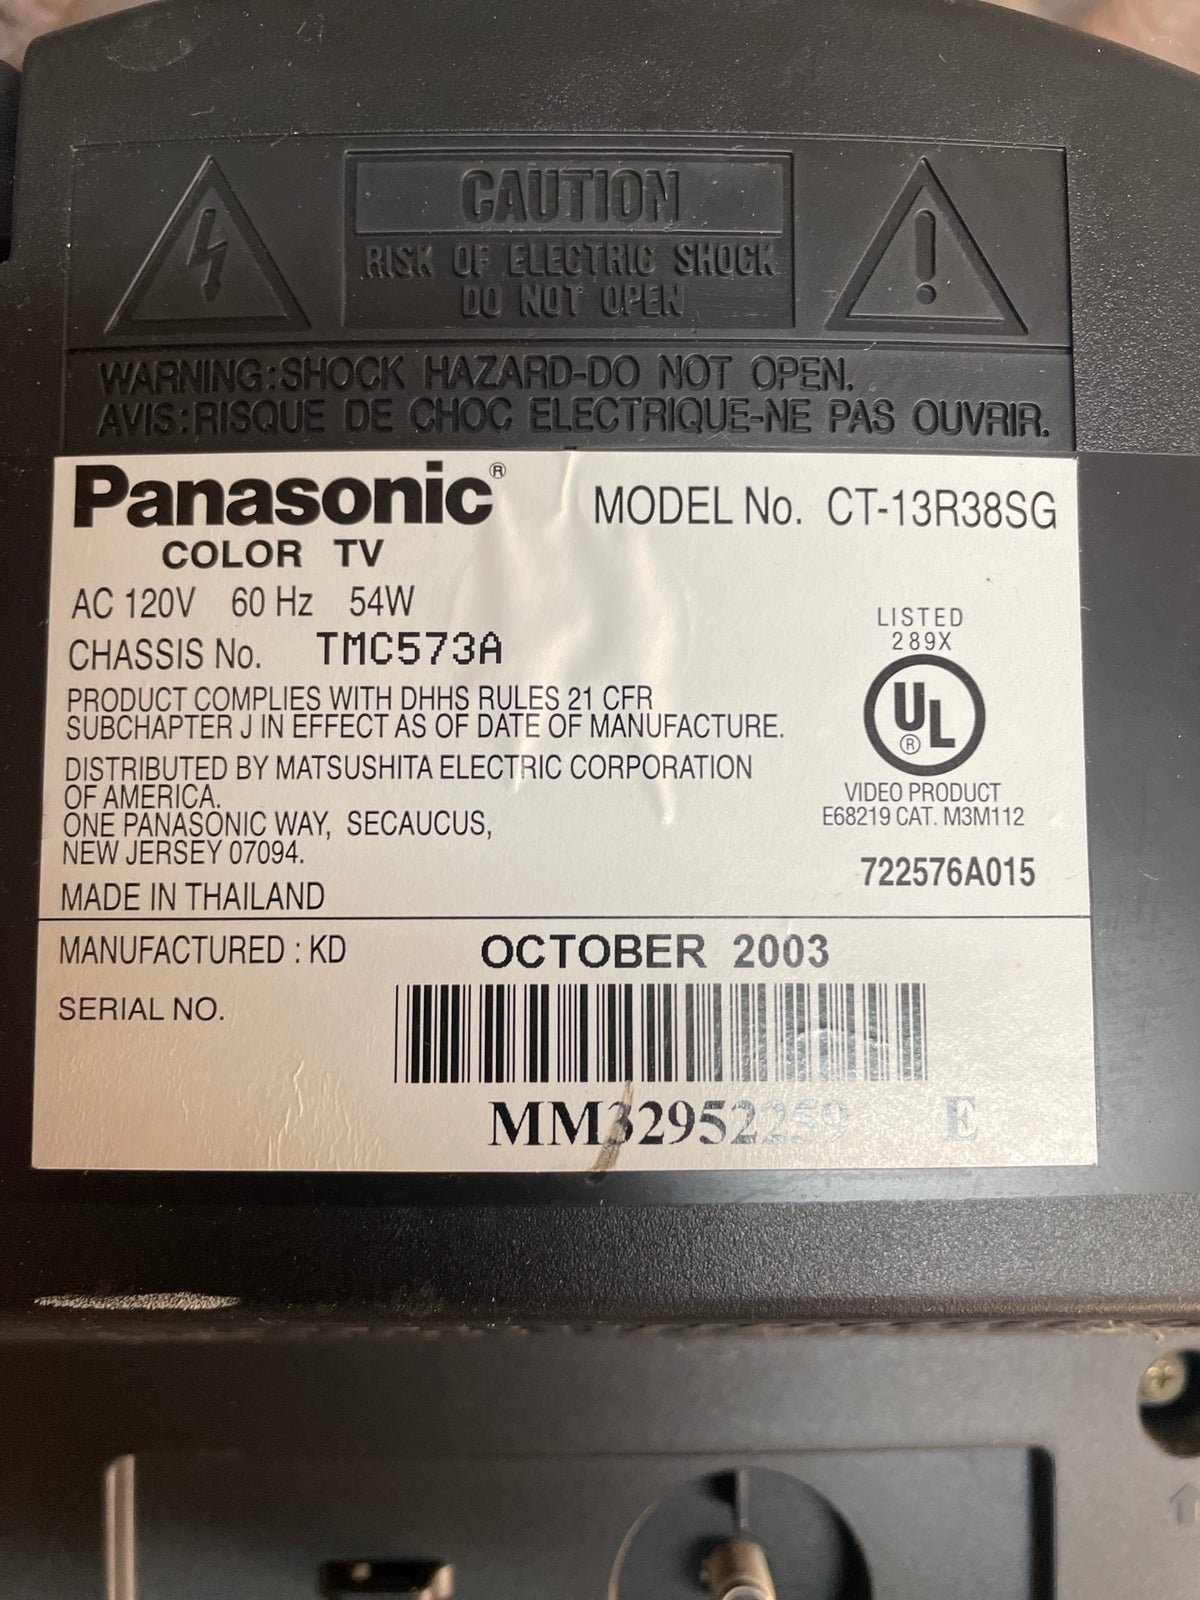 CAUTION
RISK OF ELECTRIC SHOCK
DO NOT OPEN
WARNING:SHOCK HAZARD-DO NOT OPEN.
AVIS:RISQUE DE CHOC ELECTRIQUE-NE PAS OUVRIR.
Panasonic® MODEL No. CT-13R38SG
COLOR TV
AC 120V 60 Hz 54W
CHASSIS No. TMC573A
PRODUCT COMPLIES WITH DHHS RULES 21 CFR
SUBCHAPTER J IN EFFECT AS OF DATE OF MANUFACTURE.
DISTRIBUTED BY MATSUSHITA ELECTRIC CORPORATION
OF AMERICA.
ONE PANASONIC WAY, SECAUCUS,
NEW JERSEY 07094.
MADE IN THAILAND
LISTED
289X
UL®
VIDEO PRODUCT
E68219 CAT. M3M112
722576A015
MANUFACTURED : KD OCTOBER 2003
SERIAL NO.
MM32952259 E